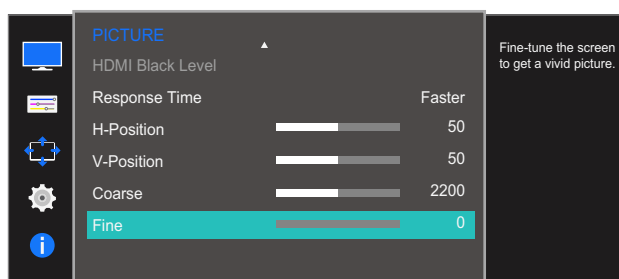 PICTURE
HDMI Black Level
Response Time Faster
H-Position 50
V-Position 50
Coarse 2200
Fine 0
Fine-tune the screen
to get a vivid picture.